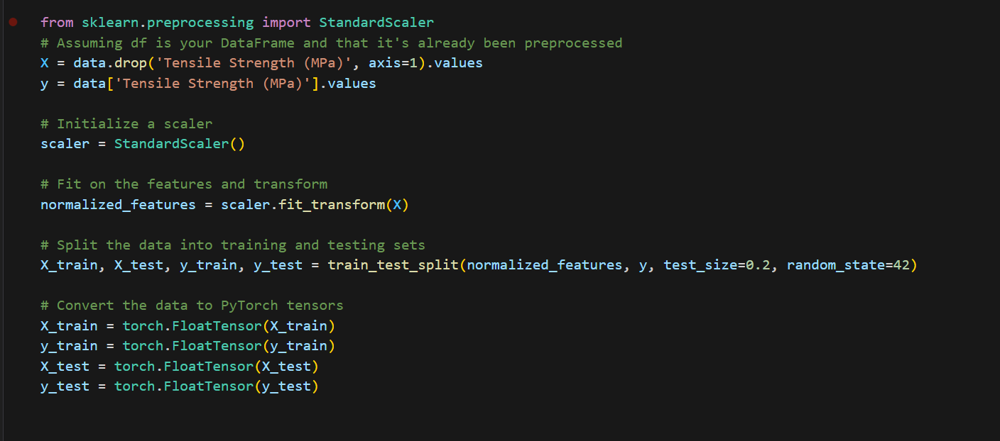 from sklearn.preprocessing import StandardScaler
# Assuming df is your DataFrame and that it's already been preprocessed
X = data.drop('Tensile Strength (MPa)', axis=1).values
y = data['Tensile Strength (MPa)'].values
# Initialize a scaler
scaler = StandardScaler()
# Fit on the features and transform
normalized_features = scaler.fit_transform(X)
# Split the data into training and testing sets
X_train, X_test, y_train, y_test = train_test_split(normalized_features, y, test_size=0.2, random_state=42)
# Convert the data to PyTorch tensors
X_train = torch.FloatTensor(X_train)
y_train = torch.FloatTensor(y_train)
X_test = torch.FloatTensor(X_test)
y_test = torch.FloatTensor(y_test)